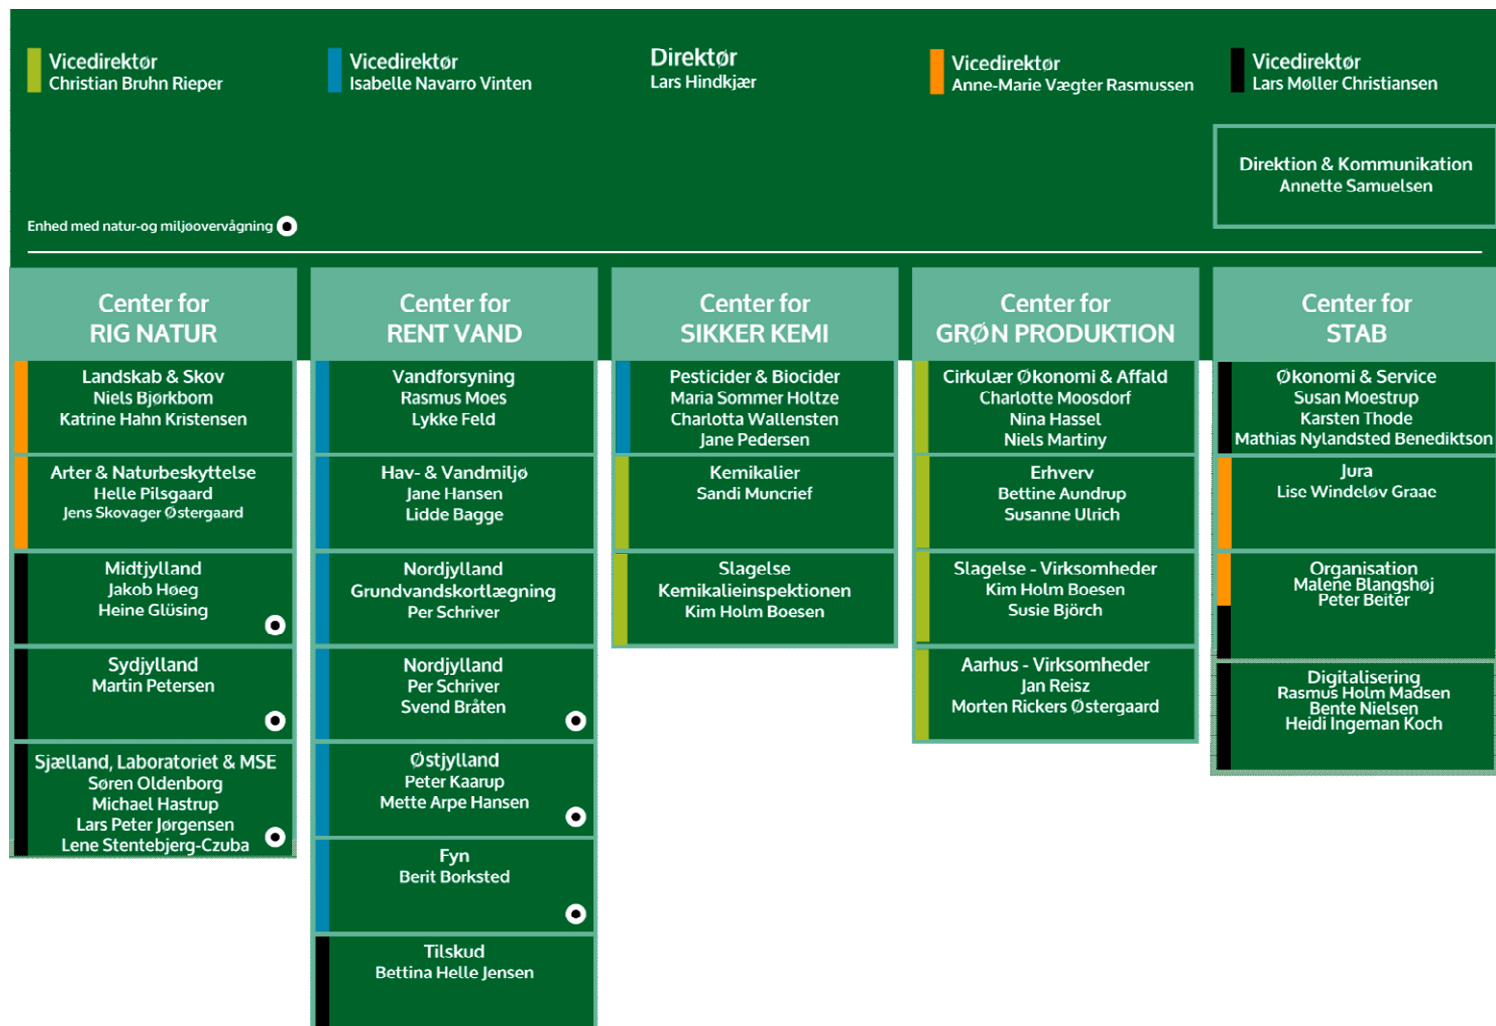 Vicedirektør
Christian Bruhn Rieper
Vicedirektør
Isabelle Navarro Vinten
Direktør
Lars Hindkjær
Vicedirektør
Anne-Marie Vægter Rasmussen
Vicedirektør
Lars Møller Christiansen
Direktion & Kommunikation
Annette Samuelsen
Enhed med natur-og miljøovervågning
Center for
RIG NATUR
Landskab & Skov
Niels Bjørkbom
Katrine Hahn Kristensen
Arter & Naturbeskyttelse
Helle Pilsgaard
Jens Skovager Østergaard
Midtjylland
Jakob Høeg
Heine Glüsing
Sydjylland
Martin Petersen
Sjælland, Laboratoriet & MSE
Søren Oldenborg
Michael Hastrup
Lars Peter Jørgensen
Lene Stentebjerg-Czuba
Center for
RENT VAND
Vandforsyning
Rasmus Moes
Lykke Feld
Hav- & Vandmiljø
Jane Hansen
Lidde Bagge
Nordjylland
Grundvandskortlægning
Per Schriver
Nordjylland
Per Schriver
Svend Bråten
Østjylland
Peter Kaarup
Mette Arpe Hansen
Fyn
Berit Borksted
Tilskud
Bettina Helle Jensen
Center for
SIKKER KEMI
Pesticider & Biocider
Maria Sommer Holtze
Charlotta Wallensten
Jane Pedersen
Kemikalier
Sandi Muncrief
Slagelse
Kemikalieinspektionen
Kim Holm Boesen
Center for
GRØN PRODUKTION
Cirkulær Økonomi & Affald
Charlotte Moosdorf
Nina Hassel
Niels Martiny
Erhverv
Bettine Aundrup
Susanne Ulrich
Slagelse - Virksomheder
Kim Holm Boesen
Susie Björch
Aarhus - Virksomheder
Jan Reisz
Morten Rickers Østergaard
Center for
STAB
Økonomi & Service
Susan Moestrup
Karsten Thode
Mathias Nylandsted Benediktson
Jura
Lise Windeløv Graae
Organisation
Malene Blangshøj
Peter Beiter
Digitalisering
Rasmus Holm Madsen
Bente Nielsen
Heidi Ingeman Koch